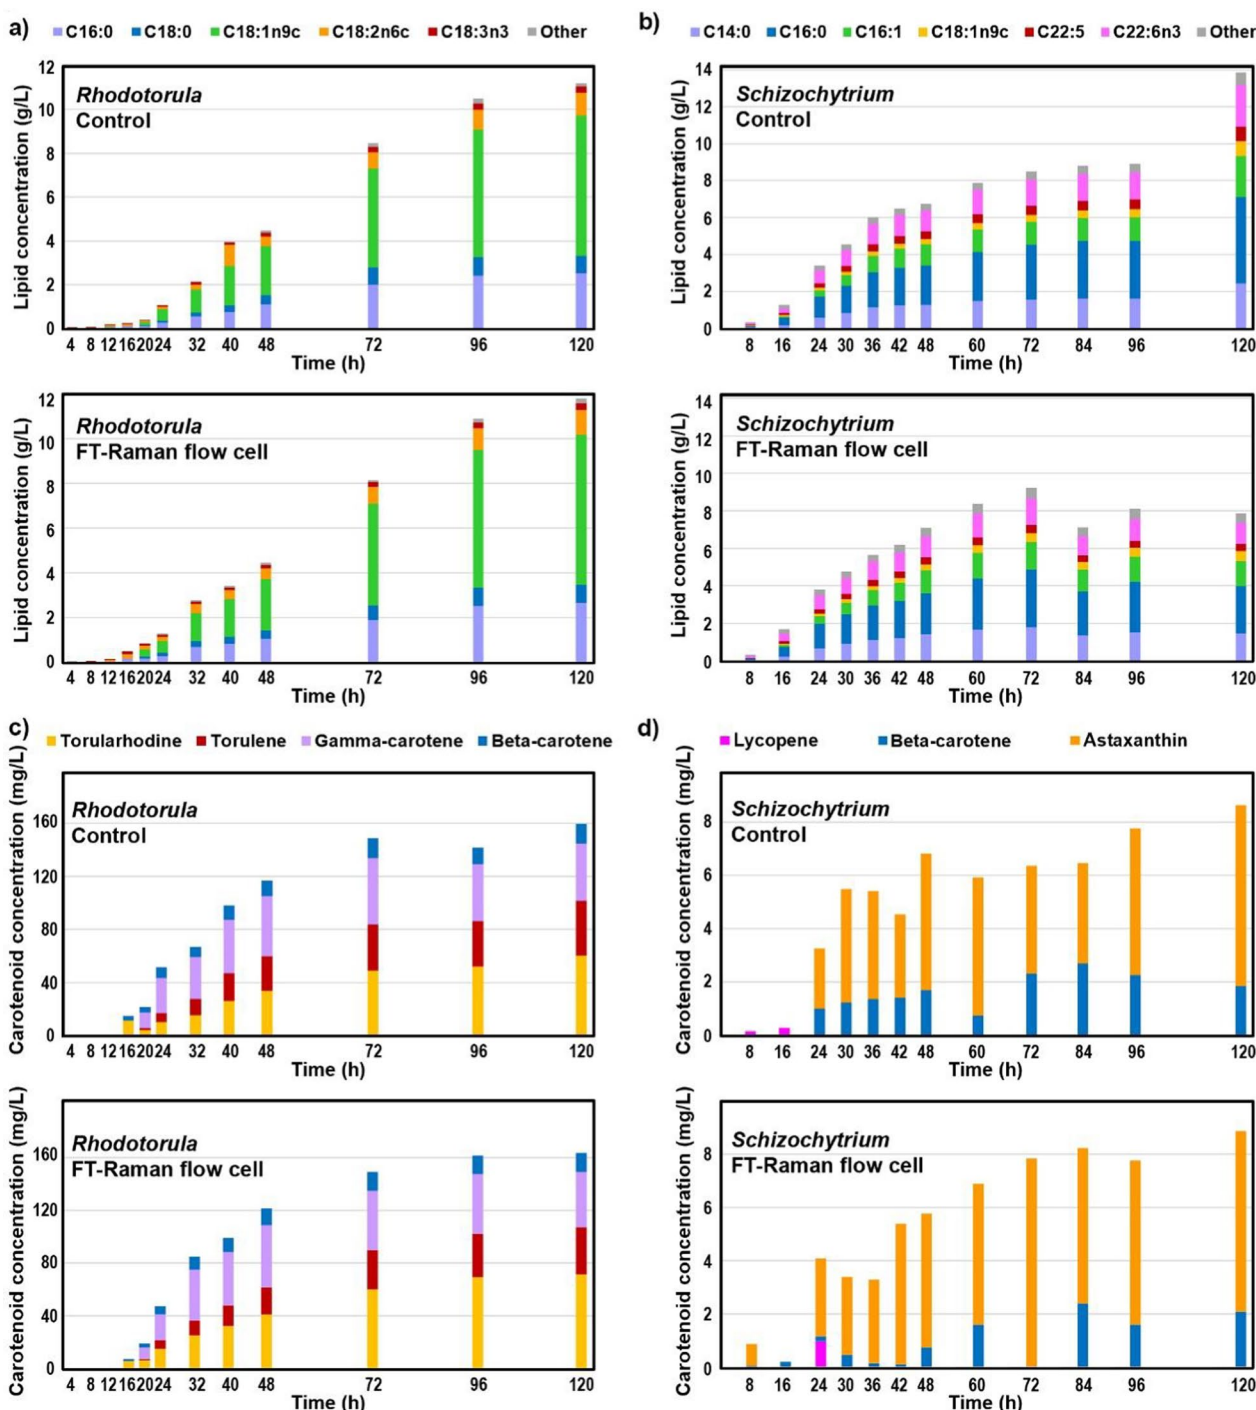 a)
C16:0 C18:0 C18:1n9c C18:2n6c C18:3n3 Other
Lipid concentration (g/L)
12
10
8
6
4
2
0
Rhodotorula
Control
4 8 12 16 20 24 32 40 48 72 96 120
Time (h)
Lipid concentration (g/L)
12
10
8
6
4
2
0
Rhodotorula
FT-Raman flow cell
4 8 12 16 20 24 32 40 48 72 96 120
Time (h)
b)
C14:0 C16:0 C16:1 C18:1n9c C22:5 C22:6n3 Other
Lipid concentration (g/L)
14
12
10
8
6
4
2
0
Schizochytrium
Control
8 16 24 30 36 42 48 60 72 84 96 120
Time (h)
Lipid concentration (g/L)
14
12
10
8
6
4
2
0
Schizochytrium
FT-Raman flow cell
8 16 24 30 36 42 48 60 72 84 96 120
Time (h)
c)
Torularhodine Torulene Gamma-carotene Beta-carotene
Carotenoid concentration (mg/L)
160
120
80
40
0
Rhodotorula
Control
4 8 12 16 20 24 32 40 48 72 96 120
Time (h)
Carotenoid concentration (mg/L)
160
120
80
40
0
Rhodotorula
FT-Raman flow cell
4 8 12 16 20 24 32 40 48 72 96 120
Time (h)
d)
Lycopene Beta-carotene Astaxanthin
Carotenoid concentration (mg/L)
8
6
4
2
0
Schizochytrium
Control
8 16 24 30 36 42 48 60 72 84 96 120
Time (h)
Carotenoid concentration (mg/L)
8
6
4
2
0
Schizochytrium
FT-Raman flow cell
8 16 24 30 36 42 48 60 72 84 96 120
Time (h)